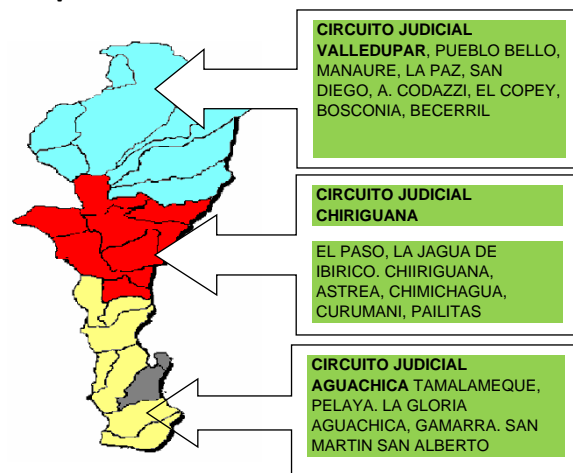 CIRCUITO JUDICIAL
VALLEDUPAR, PUEBLO BELLO,
MANAURE, LA PAZ, SAN
DIEGO, A. CODAZZI, EL COPEY,
BOSCONIA, BECERRIL
CIRCUITO JUDICIAL
CHIRIGUANA
EL PASO, LA JAGUA DE
IBIRICO. CHIIRIGUANA,
ASTREA, CHIMICHAGUA,
CURUMANI, PAILITAS
CIRCUITO JUDICIAL
AGUACHICA TAMALAMEQUE,
PELAYA. LA GLORIA
AGUACHICA, GAMARRA. SAN
MARTIN SAN ALBERTO